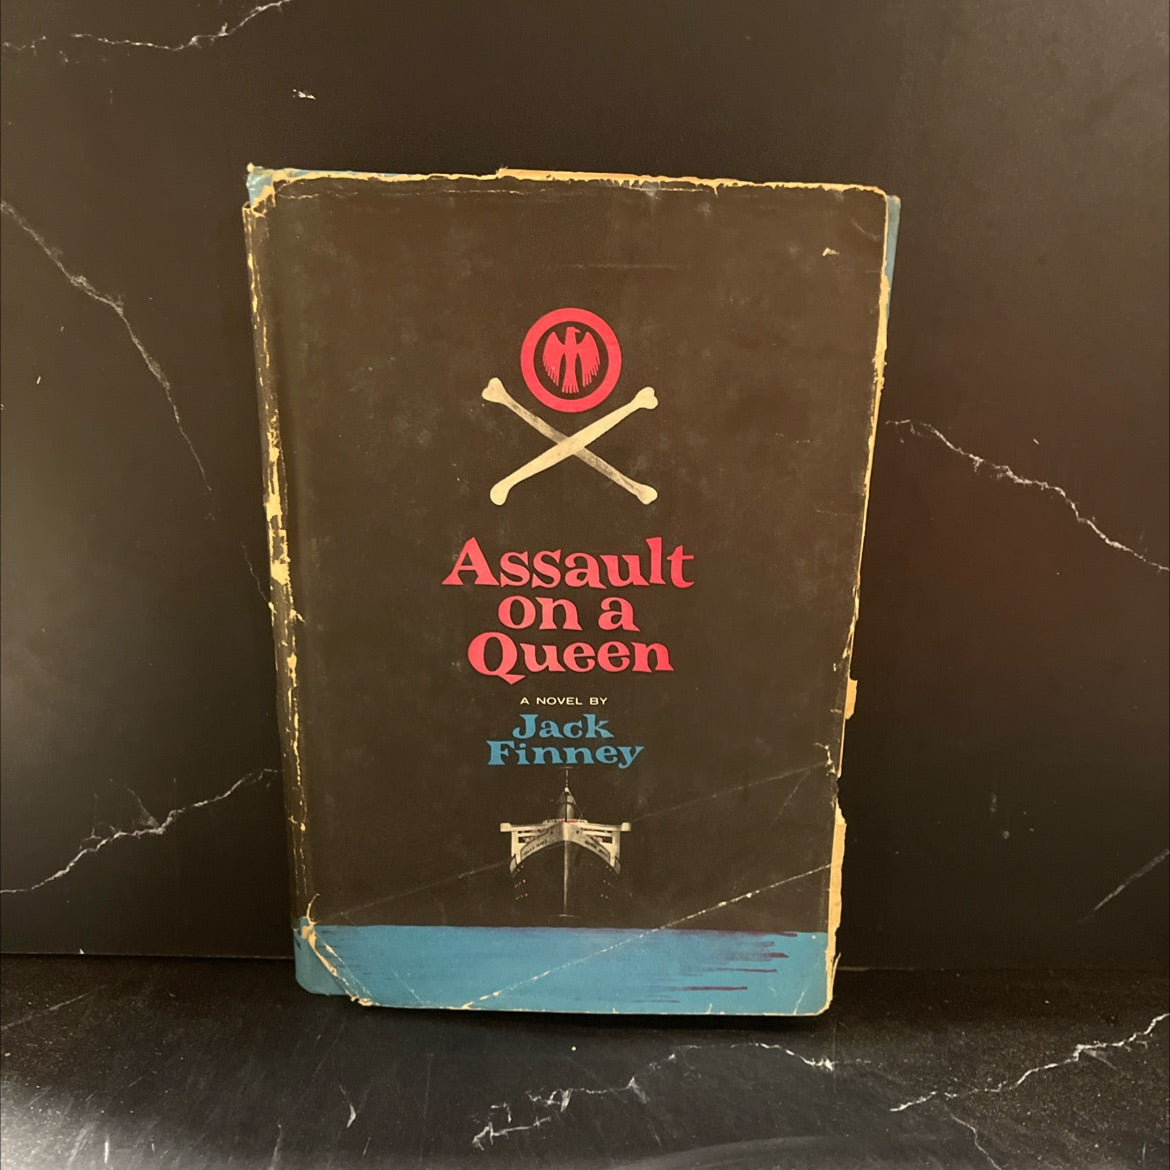 Assault
on a
Queen
A NOVEL BY
Jack
Finney